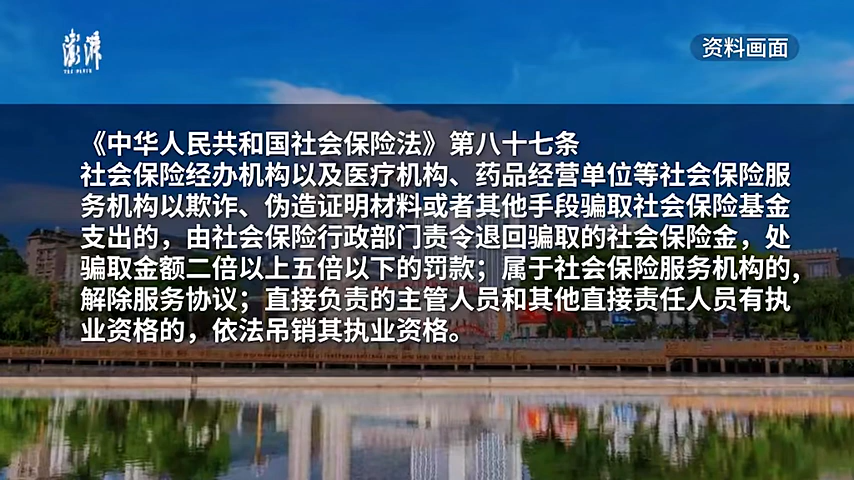 澎湃
THE PAPER
资料画面
《中华人民共和国社会保险法》第八十七条
社会保险经办机构以及医疗机构、药品经营单位等社会保险服
务机构以欺诈、伪造证明材料或者其他手段骗取社会保险基金
支出的，由社会保险行政部门责令退回骗取的社会保险金，处
骗取金额二倍以上五倍以下的罚款；属于社会保险服务机构的，
解除服务协议；直接负责的主管人员和其他直接责任人员有执
业资格的，依法吊销其执业资格。